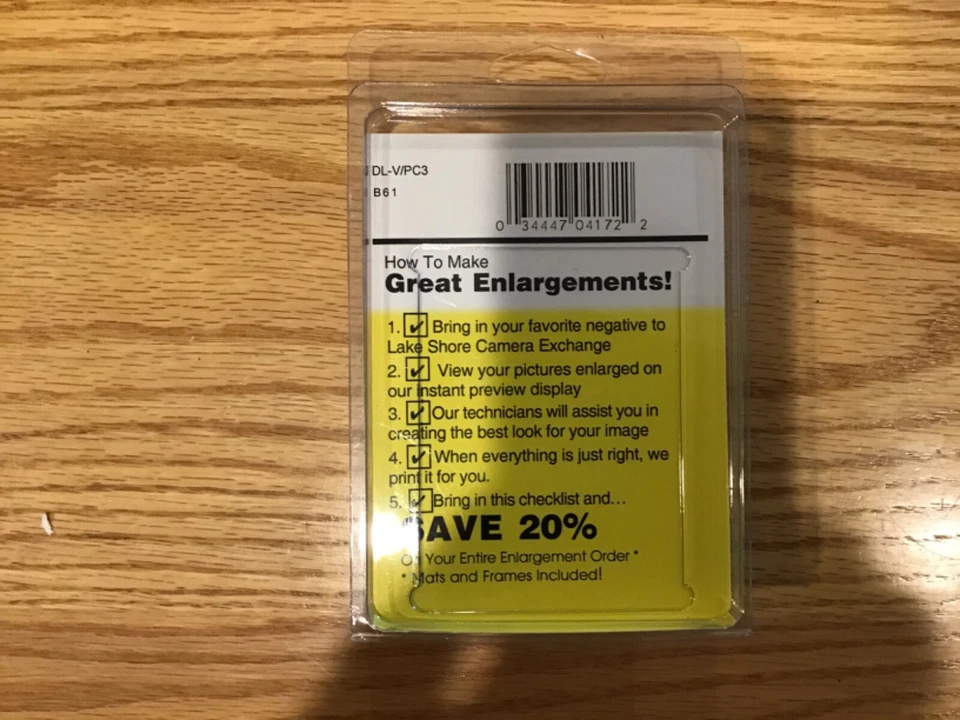 DL-V/PC3
B61
0 34447 04172 2
How To Make
Great Enlargements!
1. ✔ Bring in your favorite negative to
Lake Shore Camera Exchange
2. ✔ View your pictures enlarged on
our instant preview display
3. ✔ Our technicians will assist you in
creating the best look for your image
4. ✔ When everything is just right, we
print it for you.
5. ✔ Bring in this checklist and...
SAVE 20%
On Your Entire Enlargement Order *
* Mats and Frames Included!